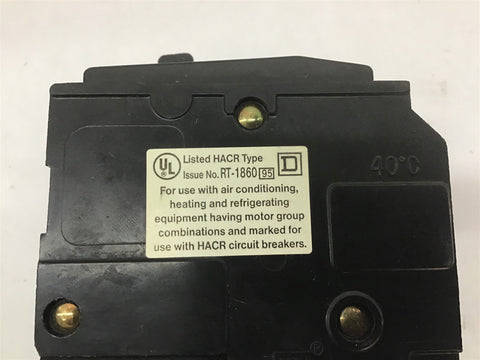 UL Listed HACR Type
Issue No. RT-1860 95 D
For use with air conditioning,
heating and refrigerating
equipment having motor group
combinations and marked for
use with HACR circuit breakers.
40°C
®